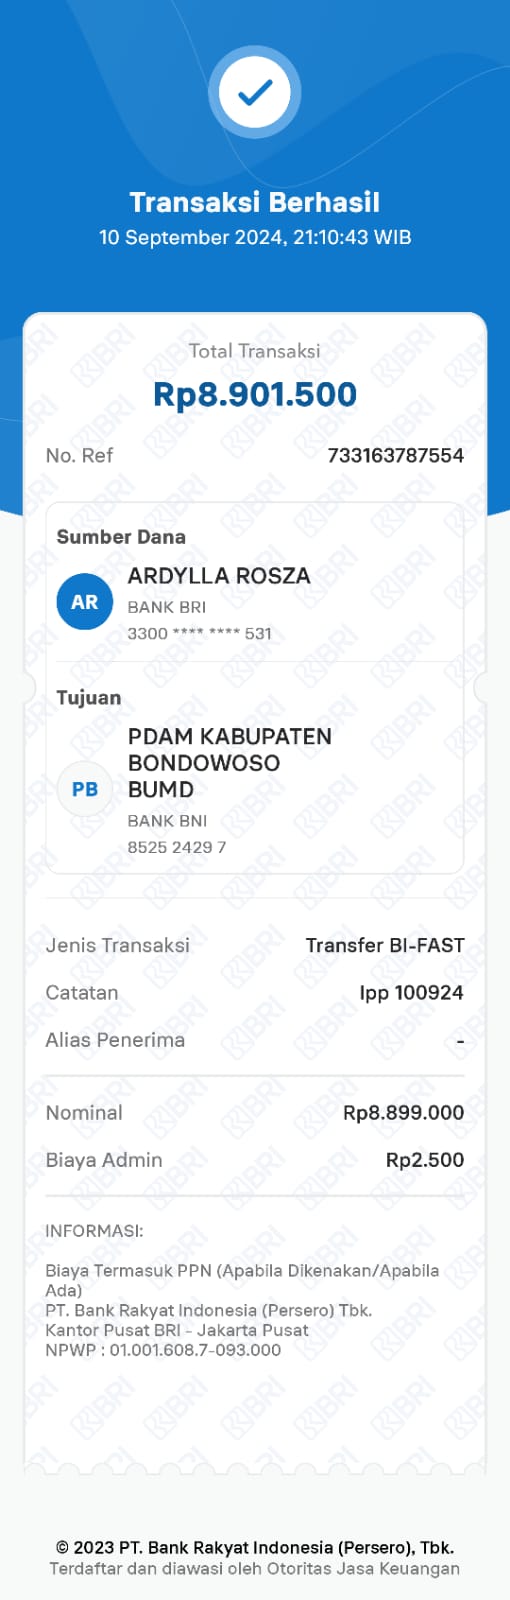 Transaksi Berhasil
10 September 2024, 21:10:43 WIB
Total Transaksi
Rp8.901.500
No. Ref 733163787554
Sumber Dana
AR
ARDYLLA ROSZA
BANK BRI
3300 **** **** 531
Tujuan
PB
PDAM KABUPATEN
BONDOWOSO
BUMD
BANK BNI
8525 2429 7
Jenis Transaksi Transfer BI-FAST
Catatan Ipp 100924
Alias Penerima -
Nominal Rp8.899.000
Biaya Admin Rp2.500
INFORMASI:
Biaya Termasuk PPN (Apabila Dikenakan/Apabila
Ada)
PT. Bank Rakyat Indonesia (Persero) Tbk.
Kantor Pusat BRI - Jakarta Pusat
NPWP : 01.001.608.7-093.000
© 2023 PT. Bank Rakyat Indonesia (Persero), Tbk.
Terdaftar dan diawasi oleh Otoritas Jasa Keuangan